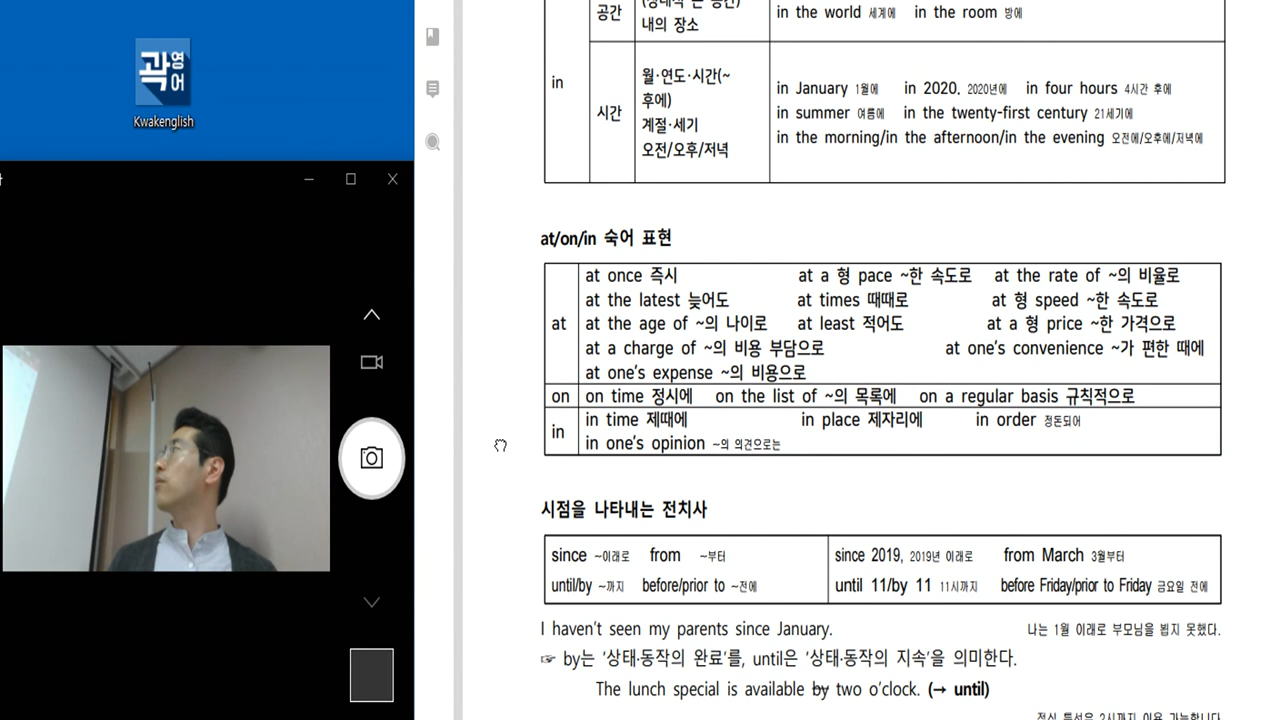 곽영어
Kwakenglish
공간
내의 장소
in the world 세계에 in the room 방에
in
시간
월·연도·시간(~
후에)
계절·세기
오전/오후/저녁
in January 1월에 in 2020. 2020년에 in four hours 4시간 후에
in summer 여름에 in the twenty-first century 21세기에
in the morning/in the afternoon/in the evening 오전에/오후에/저녁에
at/on/in 숙어 표현
at
at once 즉시 at a 형 pace ~한 속도로 at the rate of ~의 비율로
at the latest 늦어도 at times 때때로 at 형 speed ~한 속도로
at the age of ~의 나이로 at least 적어도 at a 형 price ~한 가격으로
at a charge of ~의 비용 부담으로 at one's convenience ~가 편한 때에
at one's expense ~의 비용으로
on on time 정시에 on the list of ~의 목록에 on a regular basis 규칙적으로
in
in time 제때에 in place 제자리에 in order 정돈되어
in one's opinion ~의 의견으로는
시점을 나타내는 전치사
since ~이래로 from ~부터 since 2019, 2019년 이래로 from March 3월부터
until/by ~까지 before/prior to ~전에 until 11/by 11 11시까지 before Friday/prior to Friday 금요일 전에
I haven't seen my parents since January. 나는 1월 이래로 부모님을 뵙지 못했다.
☞ by는 '상태·동작의 완료'를, until은 '상태·동작의 지속'을 의미한다.
The lunch special is available by two o'clock. (→ until)